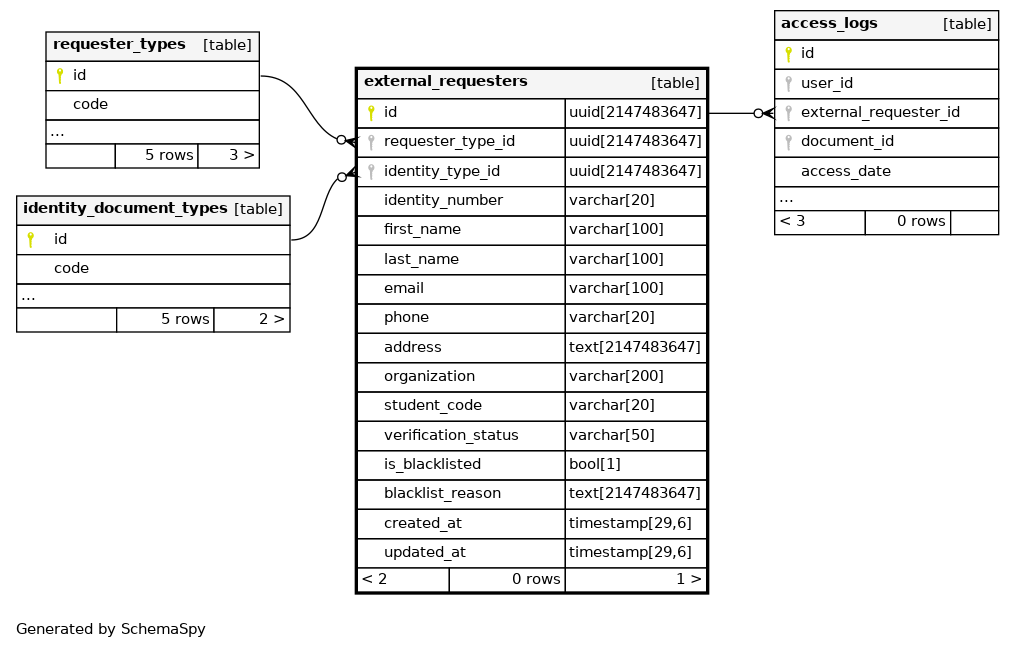 requester_types [table]
id
code
...
5 rows 3 >
identity_document_types [table]
id
code
...
5 rows 2 >
external_requesters [table]
id uuid[2147483647]
requester_type_id uuid[2147483647]
identity_type_id uuid[2147483647]
identity_number varchar[20]
first_name varchar[100]
last_name varchar[100]
email varchar[100]
phone varchar[20]
address text[2147483647]
organization varchar[200]
student_code varchar[20]
verification_status varchar[50]
is_blacklisted bool[1]
blacklist_reason text[2147483647]
created_at timestamp[29,6]
updated_at timestamp[29,6]
< 2 0 rows 1 >
access_logs [table]
id
user_id
external_requester_id
document_id
access_date
...
< 3 0 rows
Generated by SchemaSpy